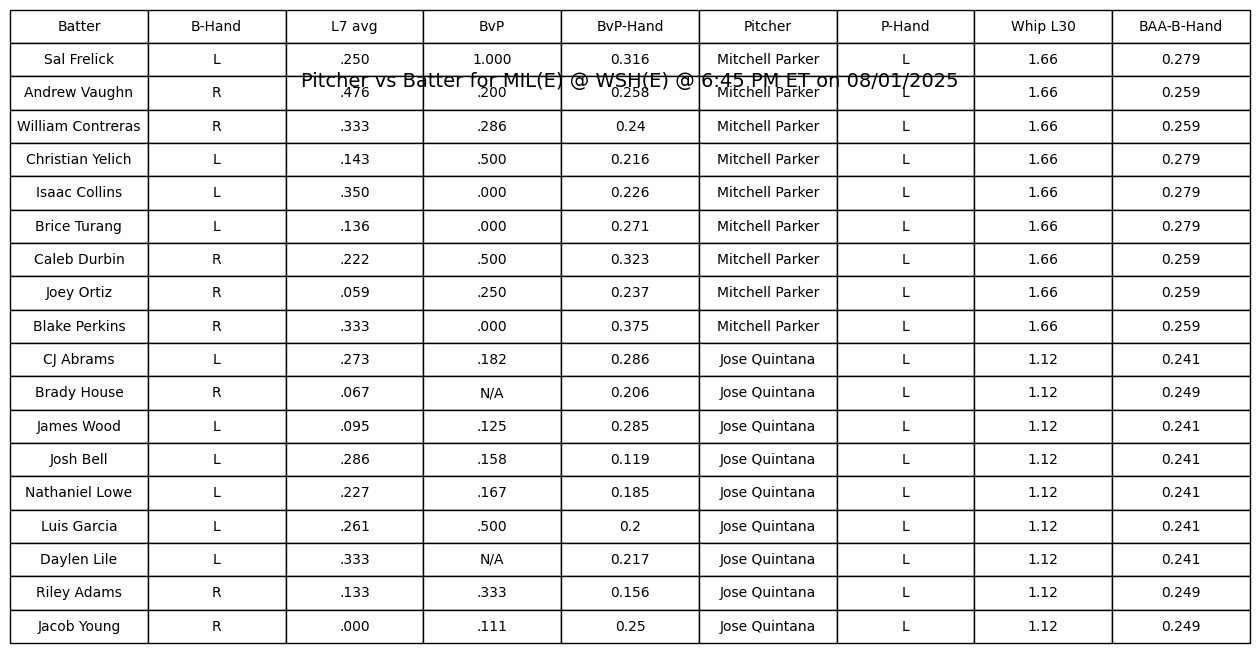 Batter B-Hand L7 avg BvP BvP-Hand Pitcher P-Hand Whip L30 BAA-B-Hand
Sal Frelick L .250 1.000 0.316 Mitchell Parker L 1.66 0.279
Pitcher vs Batter for MIL(E) @ WSH(E) @ 6:45 PM ET on 08/01/2025
Andrew Vaughn R .476 .200 0.258 Mitchell Parker L 1.66 0.259
William Contreras R .333 .286 0.24 Mitchell Parker L 1.66 0.259
Christian Yelich L .143 .500 0.216 Mitchell Parker L 1.66 0.279
Isaac Collins L .350 .000 0.226 Mitchell Parker L 1.66 0.279
Brice Turang L .136 .000 0.271 Mitchell Parker L 1.66 0.279
Caleb Durbin R .222 .500 0.323 Mitchell Parker L 1.66 0.259
Joey Ortiz R .059 .250 0.237 Mitchell Parker L 1.66 0.259
Blake Perkins R .333 .000 0.375 Mitchell Parker L 1.66 0.259
CJ Abrams L .273 .182 0.286 Jose Quintana L 1.12 0.241
Brady House R .067 N/A 0.206 Jose Quintana L 1.12 0.249
James Wood L .095 .125 0.285 Jose Quintana L 1.12 0.241
Josh Bell L .286 .158 0.119 Jose Quintana L 1.12 0.241
Nathaniel Lowe L .227 .167 0.185 Jose Quintana L 1.12 0.241
Luis Garcia L .261 .500 0.2 Jose Quintana L 1.12 0.241
Daylen Lile L .333 N/A 0.217 Jose Quintana L 1.12 0.241
Riley Adams R .133 .333 0.156 Jose Quintana L 1.12 0.249
Jacob Young R .000 .111 0.25 Jose Quintana L 1.12 0.249